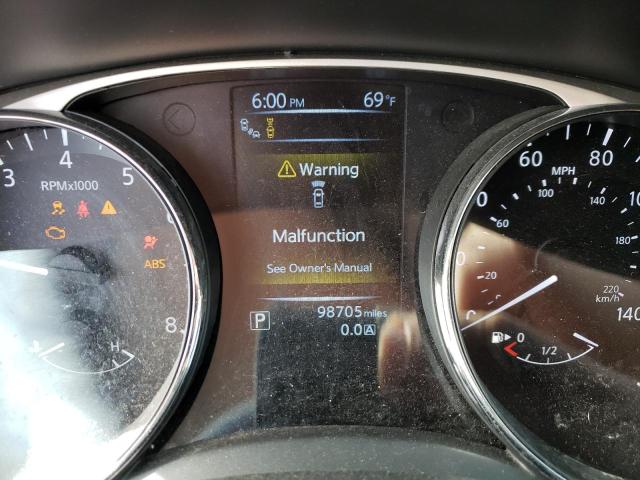 6:00 PM 69°F
Warning
Malfunction
See Owner's Manual
98705 miles
P 0.0 A
3 4 5 8
RPMx1000
ABS
H
60 80
MPH
100 140
60
180
20
220
km/h
140
0
1/2